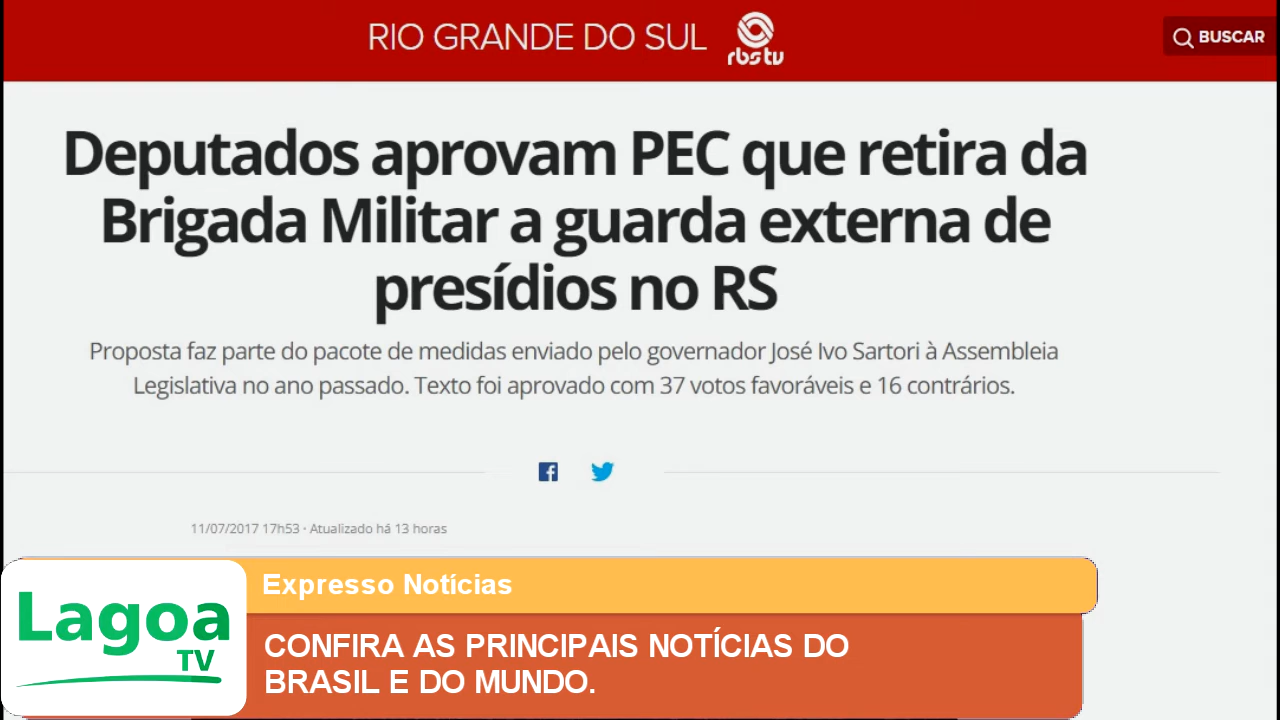 RIO GRANDE DO SUL
rbs tv
BUSCAR
Deputados aprovam PEC que retira da
Brigada Militar a guarda externa de
presídios no RS
Proposta faz parte do pacote de medidas enviado pelo governador José Ivo Sartori à Assembleia
Legislativa no ano passado. Texto foi aprovado com 37 votos favoráveis e 16 contrários.
11/07/2017 17h53 · Atualizado há 13 horas
Lagoa
TV
Expresso Notícias
CONFIRA AS PRINCIPAIS NOTÍCIAS DO
BRASIL E DO MUNDO.